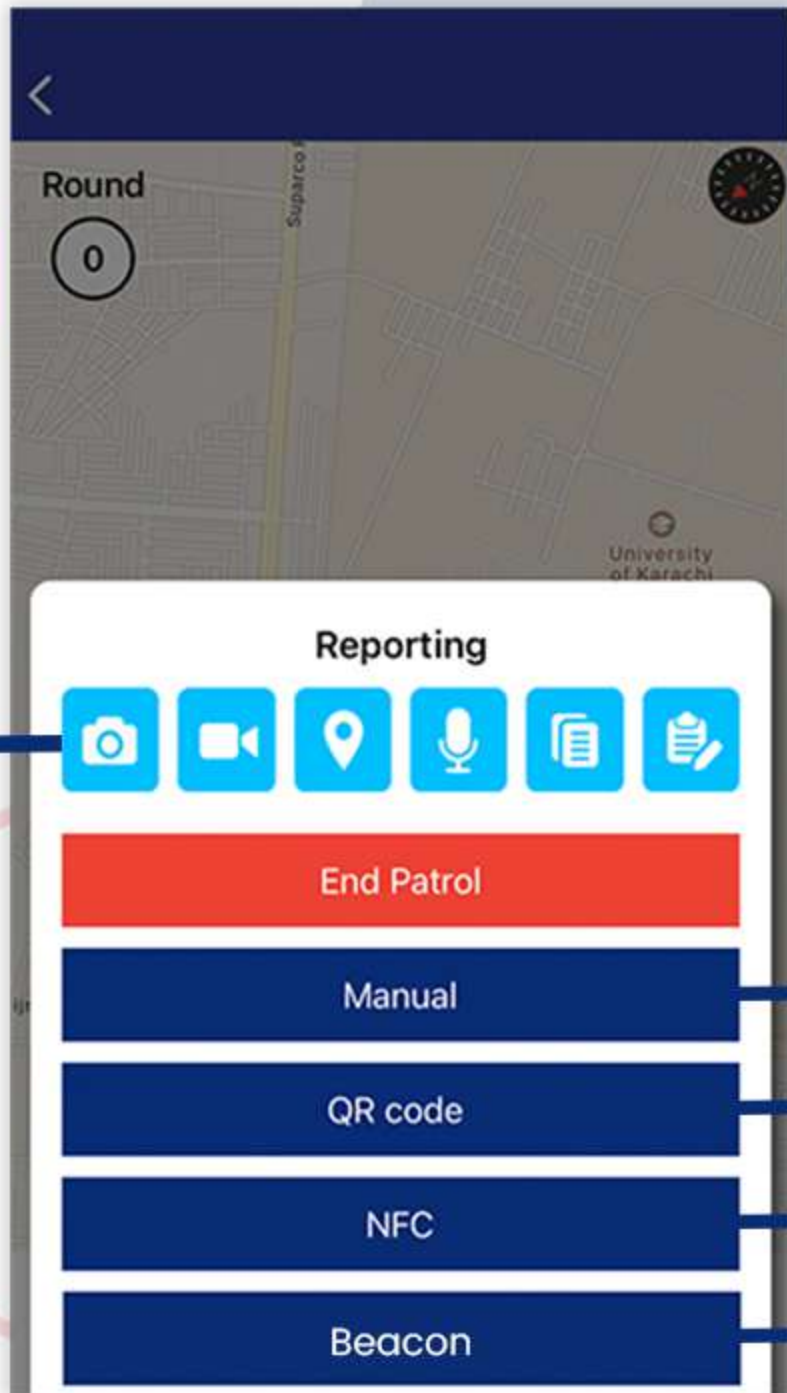 Round
Suparco
0
University
of Karachi
Reporting
End Patrol
Manual
QR code
NFC
Beacon